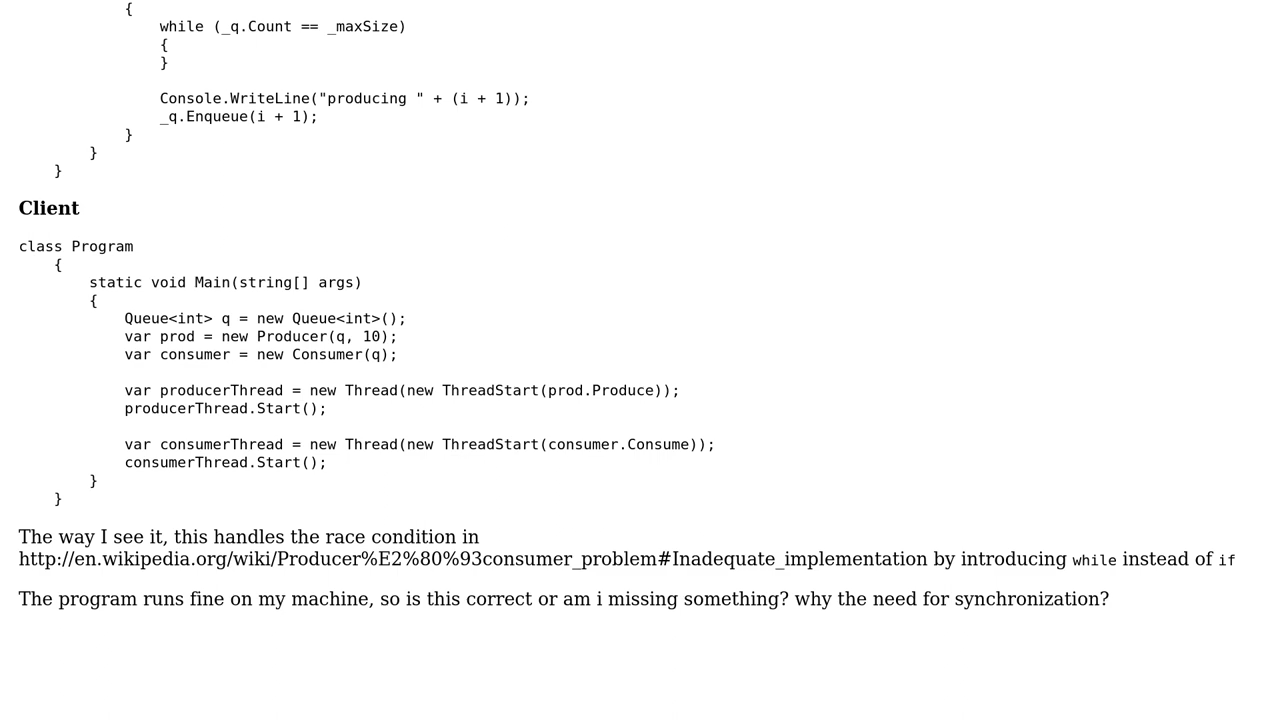 {
while (_q.Count == _maxSize)
{
}
Console.WriteLine("producing " + (i + 1));
_q.Enqueue(i + 1);
}
}
}
Client
class Program
{
static void Main(string[] args)
{
Queue<int> q = new Queue<int>();
var prod = new Producer(q, 10);
var consumer = new Consumer(q);
var producerThread = new Thread(new ThreadStart(prod.Produce));
producerThread.Start();
var consumerThread = new Thread(new ThreadStart(consumer.Consume));
consumerThread.Start();
}
}
The way I see it, this handles the race condition in
http://en.wikipedia.org/wiki/Producer%E2%80%93consumer_problem#Inadequate_implementation by introducing while instead of if
The program runs fine on my machine, so is this correct or am i missing something? why the need for synchronization?